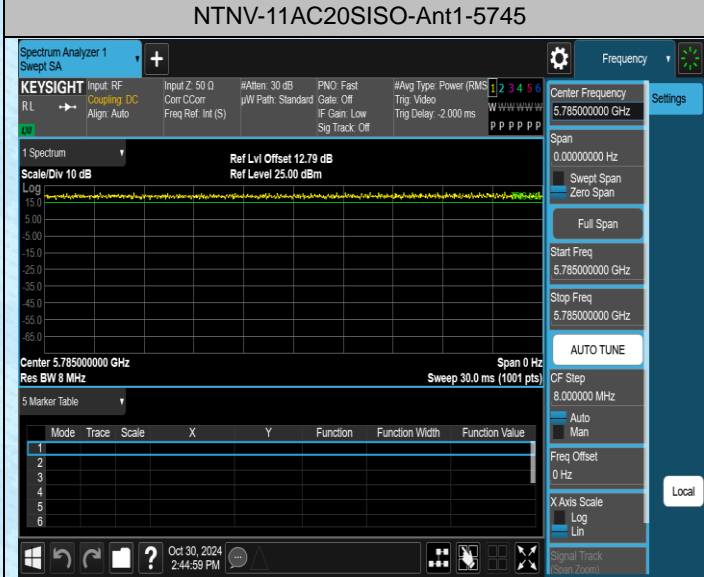 NTNV-11AC20SISO-Ant1-5745
Spectrum Analyzer 1
Swept SA
Frequency
KEYSIGHT
RL
LXI
Input: RF
Coupling: DC
Align: Auto
Input Z: 50 Ω
Corr CCorr
Freq Ref: Int (S)
#Atten: 30 dB
µW Path: Standard
PNO: Fast
Gate: Off
IF Gain: Low
Sig Track: Off
#Avg Type: Power (RMS
Trig: Video
Trig Delay: -2.000 ms
1 2 3 4 5 6
W W W W W W
P P P P P P
1 Spectrum
Scale/Div 10 dB
Ref Lvl Offset 12.79 dB
Ref Level 25.00 dBm
Log
15.0
5.00
-5.00
-15.0
-25.0
-35.0
-45.0
-55.0
-65.0
Center 5.785000000 GHz
Span 0 Hz
Res BW 8 MHz
Sweep 30.0 ms (1001 pts)
5 Marker Table
Mode Trace Scale X Y Function Function Width Function Value
1
2
3
4
5
6
Center Frequency
5.785000000 GHz
Settings
Span
0.00000000 Hz
Swept Span
Zero Span
Full Span
Start Freq
5.785000000 GHz
Stop Freq
5.785000000 GHz
AUTO TUNE
CF Step
8.000000 MHz
Auto
Man
Freq Offset
0 Hz
X Axis Scale
Log
Lin
Signal Track
(Span Zoom)
Local
?
Oct 30, 2024
2:44:59 PM